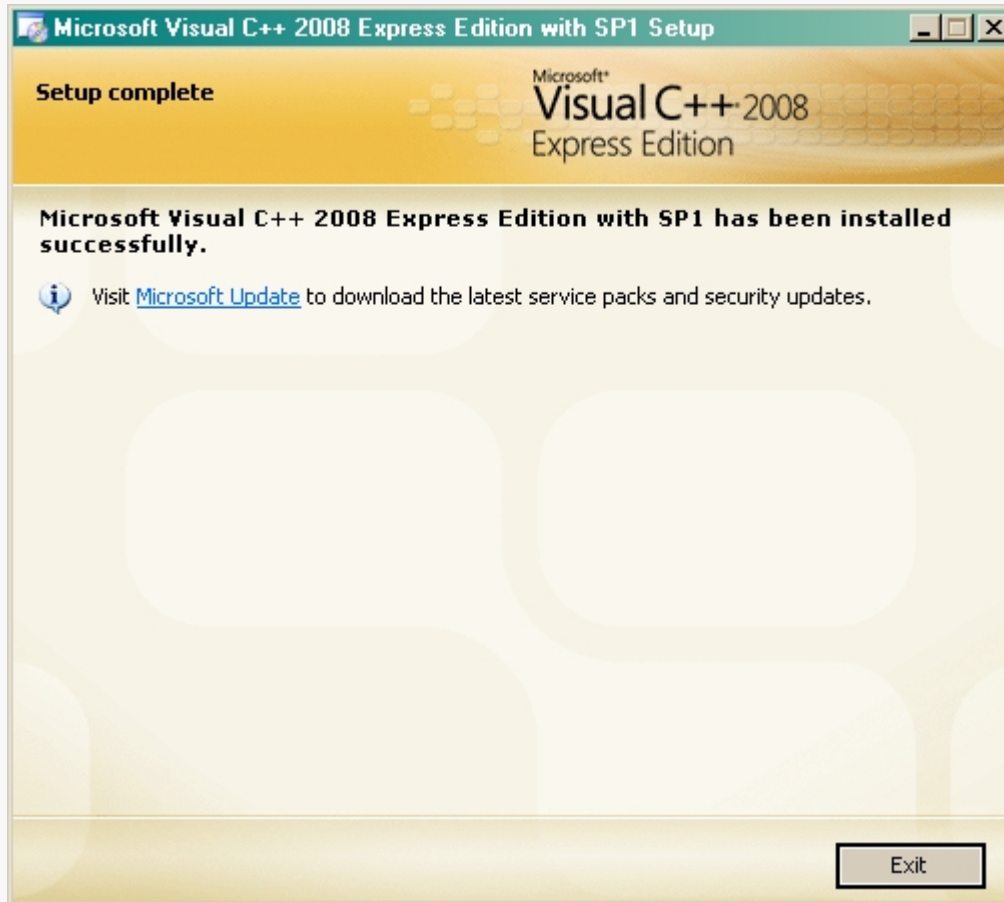 Microsoft Visual C++ 2008 Express Edition with SP1 Setup
Setup complete
Microsoft®
Visual C++ 2008
Express Edition
Microsoft Visual C++ 2008 Express Edition with SP1 has been installed
successfully.
Visit Microsoft Update to download the latest service packs and security updates.
Exit